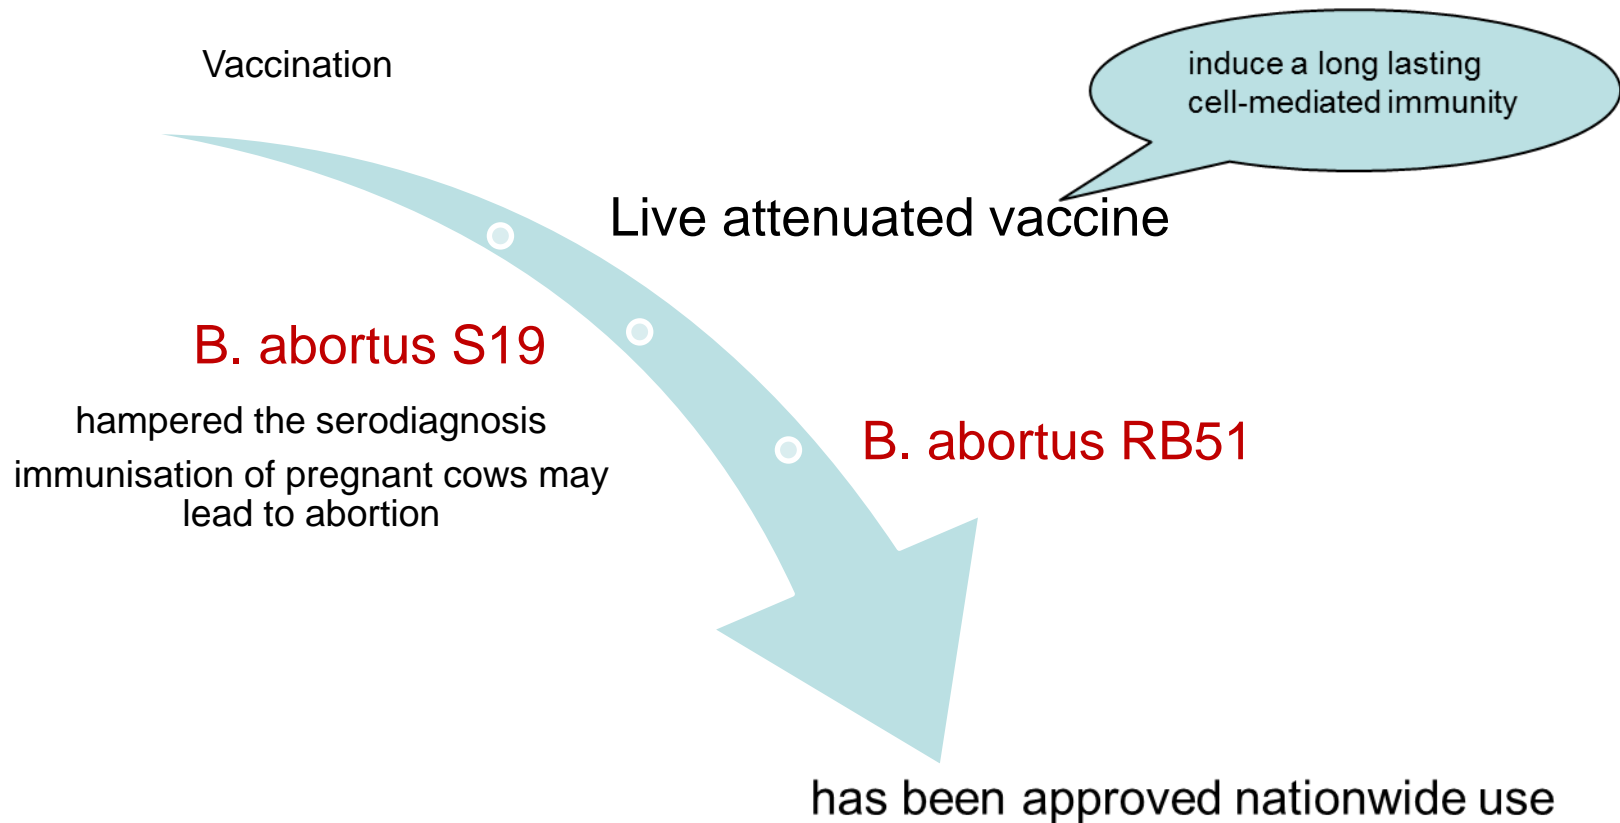 Vaccination
induce a long lasting
cell-mediated immunity
Live attenuated vaccine
B. abortus S19
hampered the serodiagnosis
immunisation of pregnant cows may
lead to abortion
B. abortus RB51
has been approved nationwide use